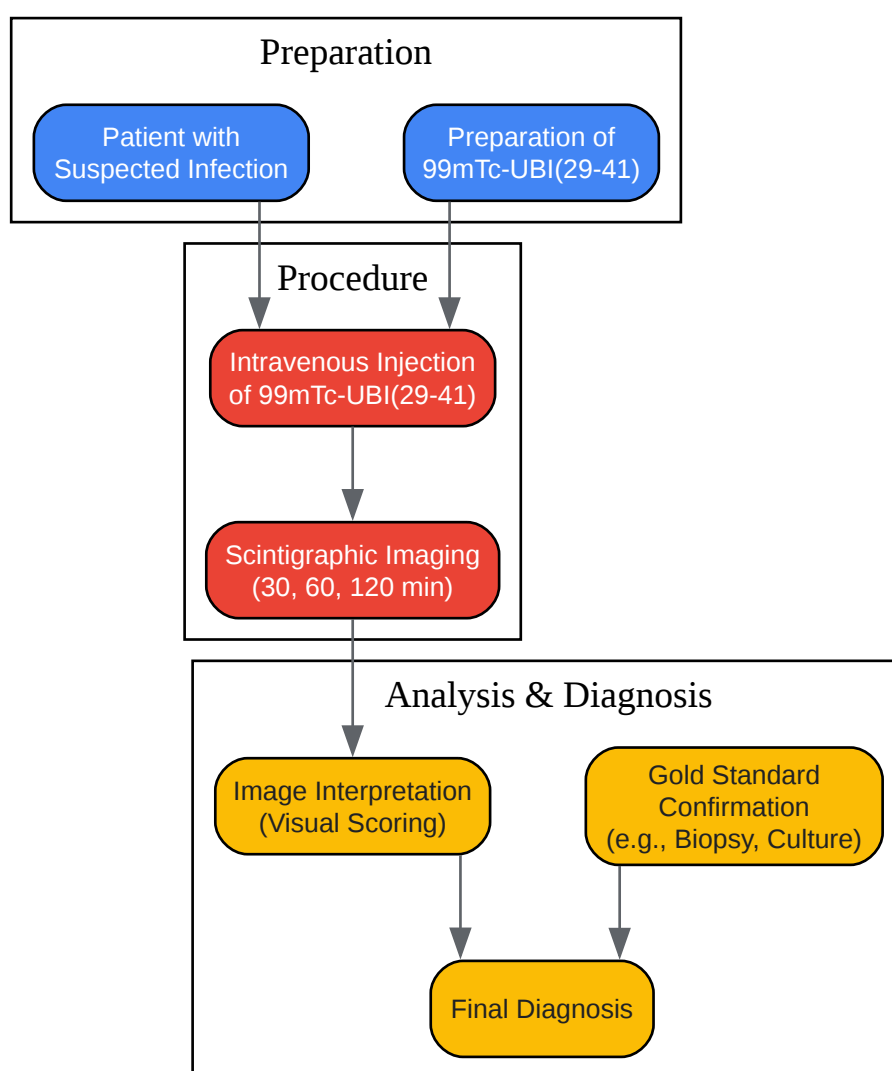 Preparation
Patient with
Suspected Infection
Preparation of
99mTc-UBI(29-41)
Procedure
Intravenous Injection
of 99mTc-UBI(29-41)
Scintigraphic Imaging
(30, 60, 120 min)
Analysis & Diagnosis
Image Interpretation
(Visual Scoring)
Gold Standard
Confirmation
(e.g., Biopsy, Culture)
Final Diagnosis